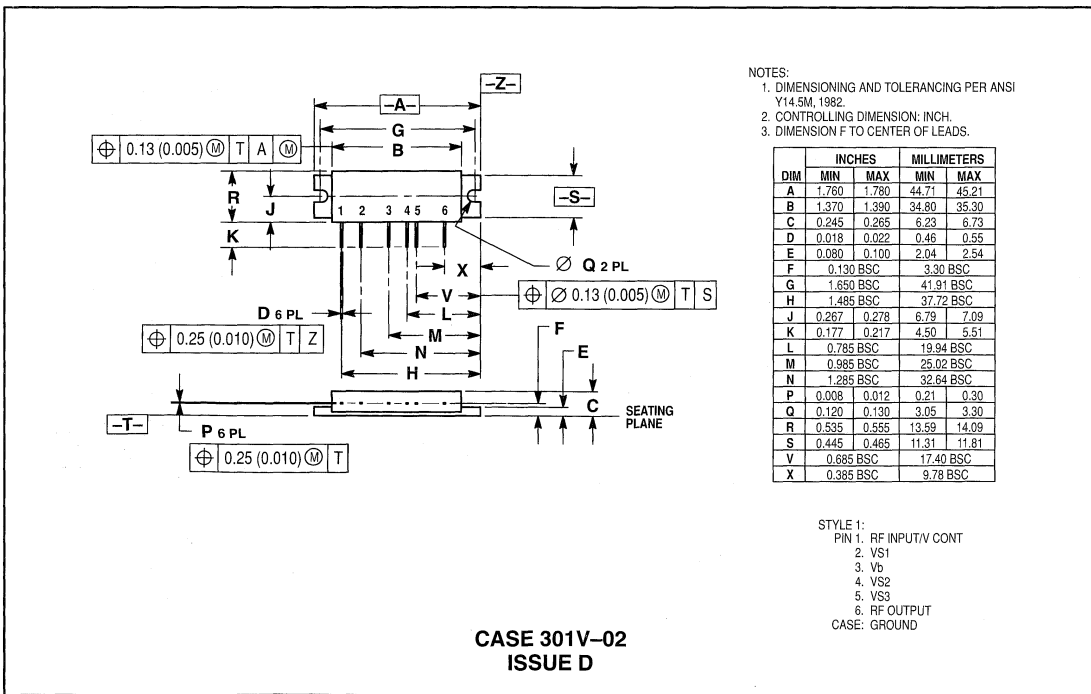 –Z–
–A–
G
⌖ 0.13 (0.005) Ⓜ T A Ⓜ
B
R
J
–S–
1 2 3 4 5 6
K
X
Ø Q 2 PL
V
⌖ Ø 0.13 (0.005) Ⓜ T S
D 6 PL
L
F
M
⌖ 0.25 (0.010) Ⓜ T Z
N
E
H
C
SEATING
PLANE
–T–
P 6 PL
⌖ 0.25 (0.010) Ⓜ T
NOTES:
1. DIMENSIONING AND TOLERANCING PER ANSI
Y14.5M, 1982.
2. CONTROLLING DIMENSION: INCH.
3. DIMENSION F TO CENTER OF LEADS.
INCHES MILLIMETERS
DIM MIN MAX MIN MAX
A 1.760 1.780 44.71 45.21
B 1.370 1.390 34.80 35.30
C 0.245 0.265 6.23 6.73
D 0.018 0.022 0.46 0.55
E 0.080 0.100 2.04 2.54
F 0.130 BSC 3.30 BSC
G 1.650 BSC 41.91 BSC
H 1.485 BSC 37.72 BSC
J 0.267 0.278 6.79 7.09
K 0.177 0.217 4.50 5.51
L 0.785 BSC 19.94 BSC
M 0.985 BSC 25.02 BSC
N 1.285 BSC 32.64 BSC
P 0.008 0.012 0.21 0.30
Q 0.120 0.130 3.05 3.30
R 0.535 0.555 13.59 14.09
S 0.445 0.465 11.31 11.81
V 0.685 BSC 17.40 BSC
X 0.385 BSC 9.78 BSC
STYLE 1:
PIN 1. RF INPUT/V CONT
2. VS1
3. Vb
4. VS2
5. VS3
6. RF OUTPUT
CASE: GROUND
CASE 301V–02
ISSUE D